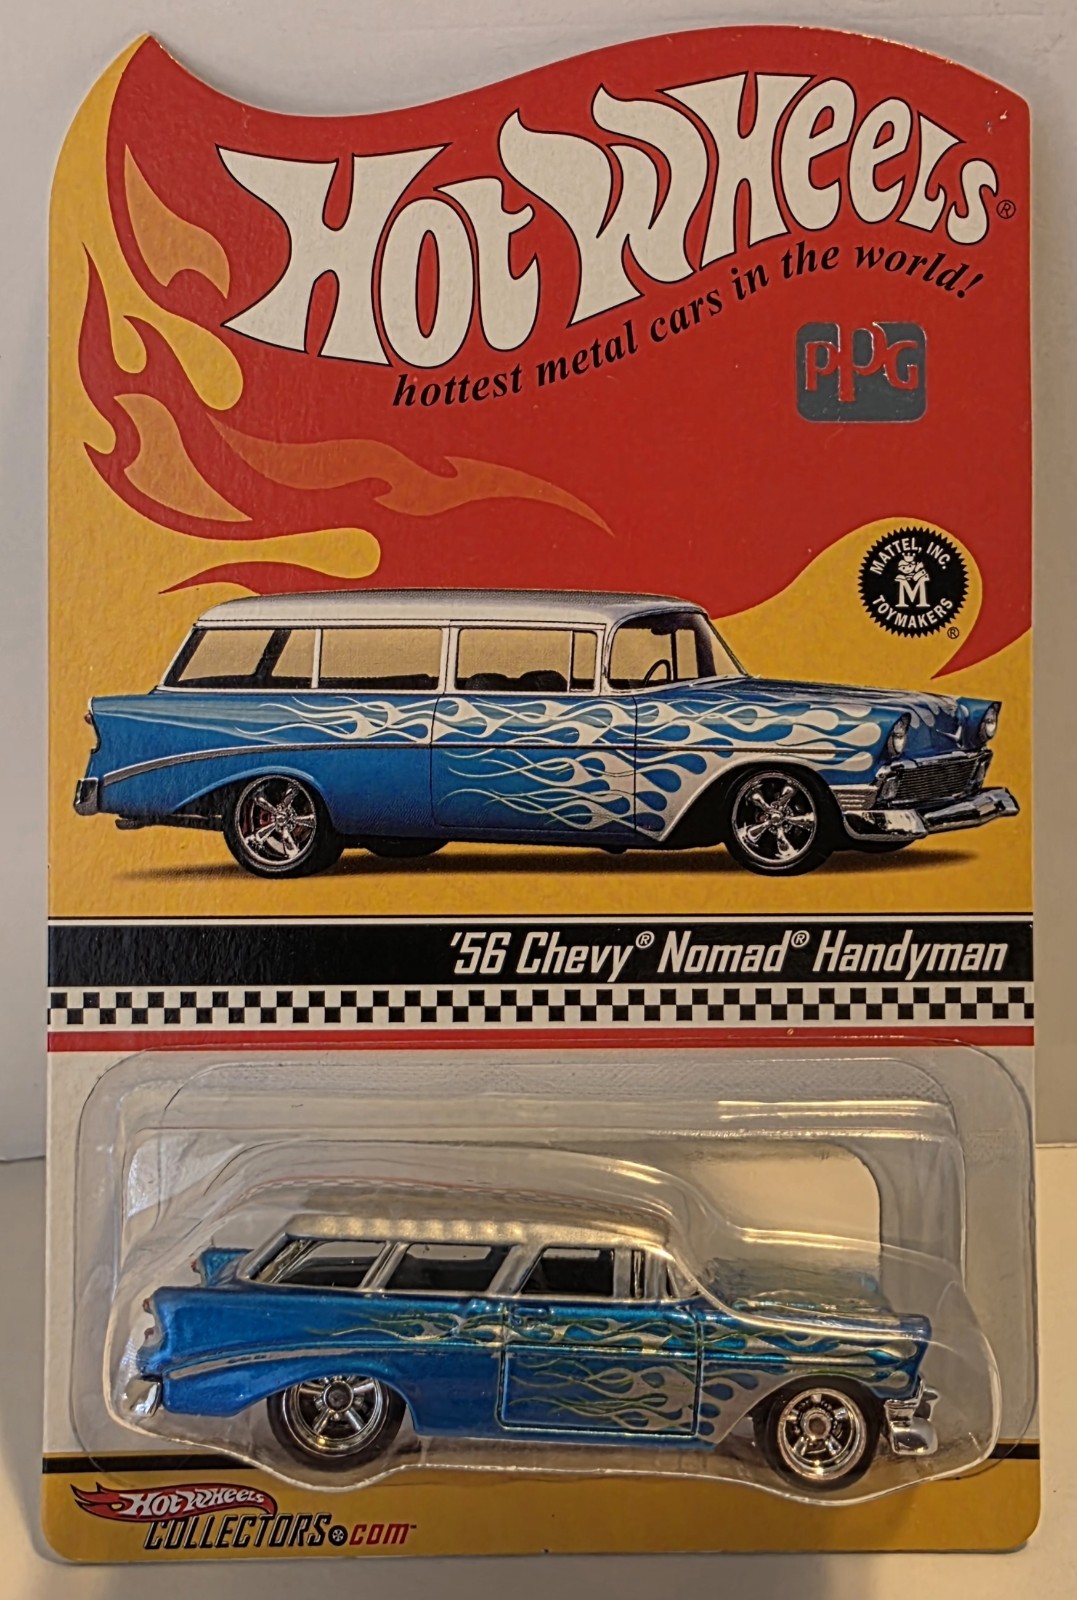 HOT WHEELS®
hottest metal cars in the world!
PPG
MATTEL, INC.
M
TOYMAKERS
®
'56 Chevy® Nomad® Handyman
HOT WHEELS
COLLECTORS.COM™